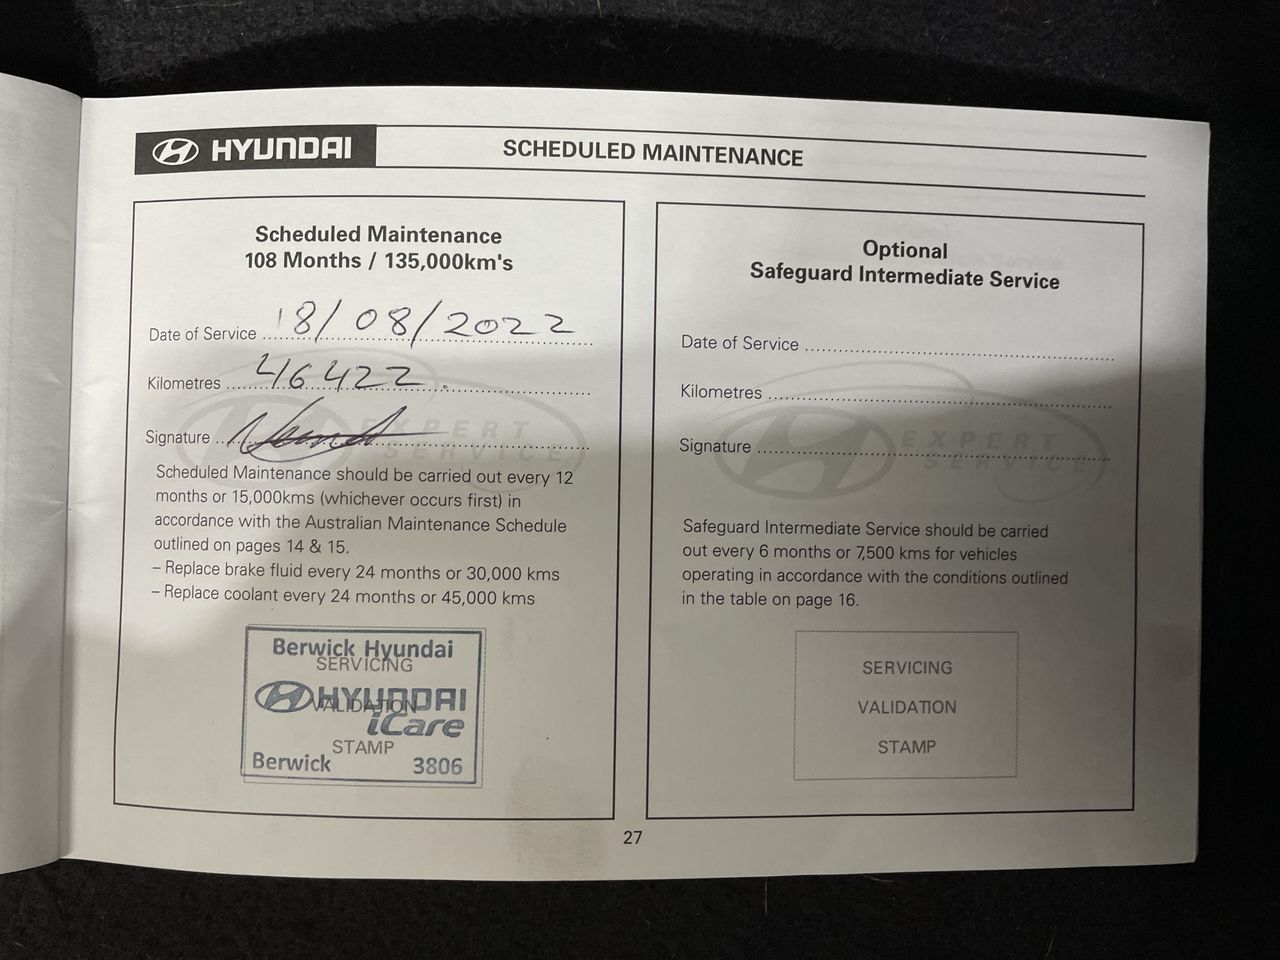 HYUNDAI
SCHEDULED MAINTENANCE
Scheduled Maintenance
108 Months / 135,000km's
Date of Service 18/08/2022
Kilometres 46422
Signature
EXPERT
SERVICE
Scheduled Maintenance should be carried out every 12
months or 15,000kms (whichever occurs first) in
accordance with the Australian Maintenance Schedule
outlined on pages 14 & 15.
– Replace brake fluid every 24 months or 30,000 kms
– Replace coolant every 24 months or 45,000 kms
Berwick Hyundai
SERVICING
HYUNDAI
VALIDATION
iCare
STAMP
Berwick 3806
Optional
Safeguard Intermediate Service
Date of Service
Kilometres
Signature
EXPER
SERVICE
Safeguard Intermediate Service should be carried
out every 6 months or 7,500 kms for vehicles
operating in accordance with the conditions outlined
in the table on page 16.
SERVICING
VALIDATION
STAMP
27